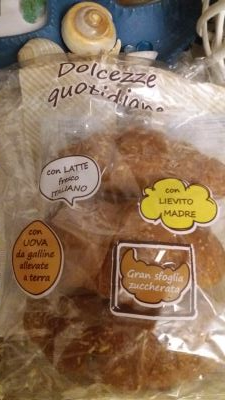 Dolcezze
quotidiane
con LATTE
fresco
ITALIANO
con
LIEVITO
MADRE
con
UOVA
da galline
allevate
a terra
Gran sfoglia
zuccherata